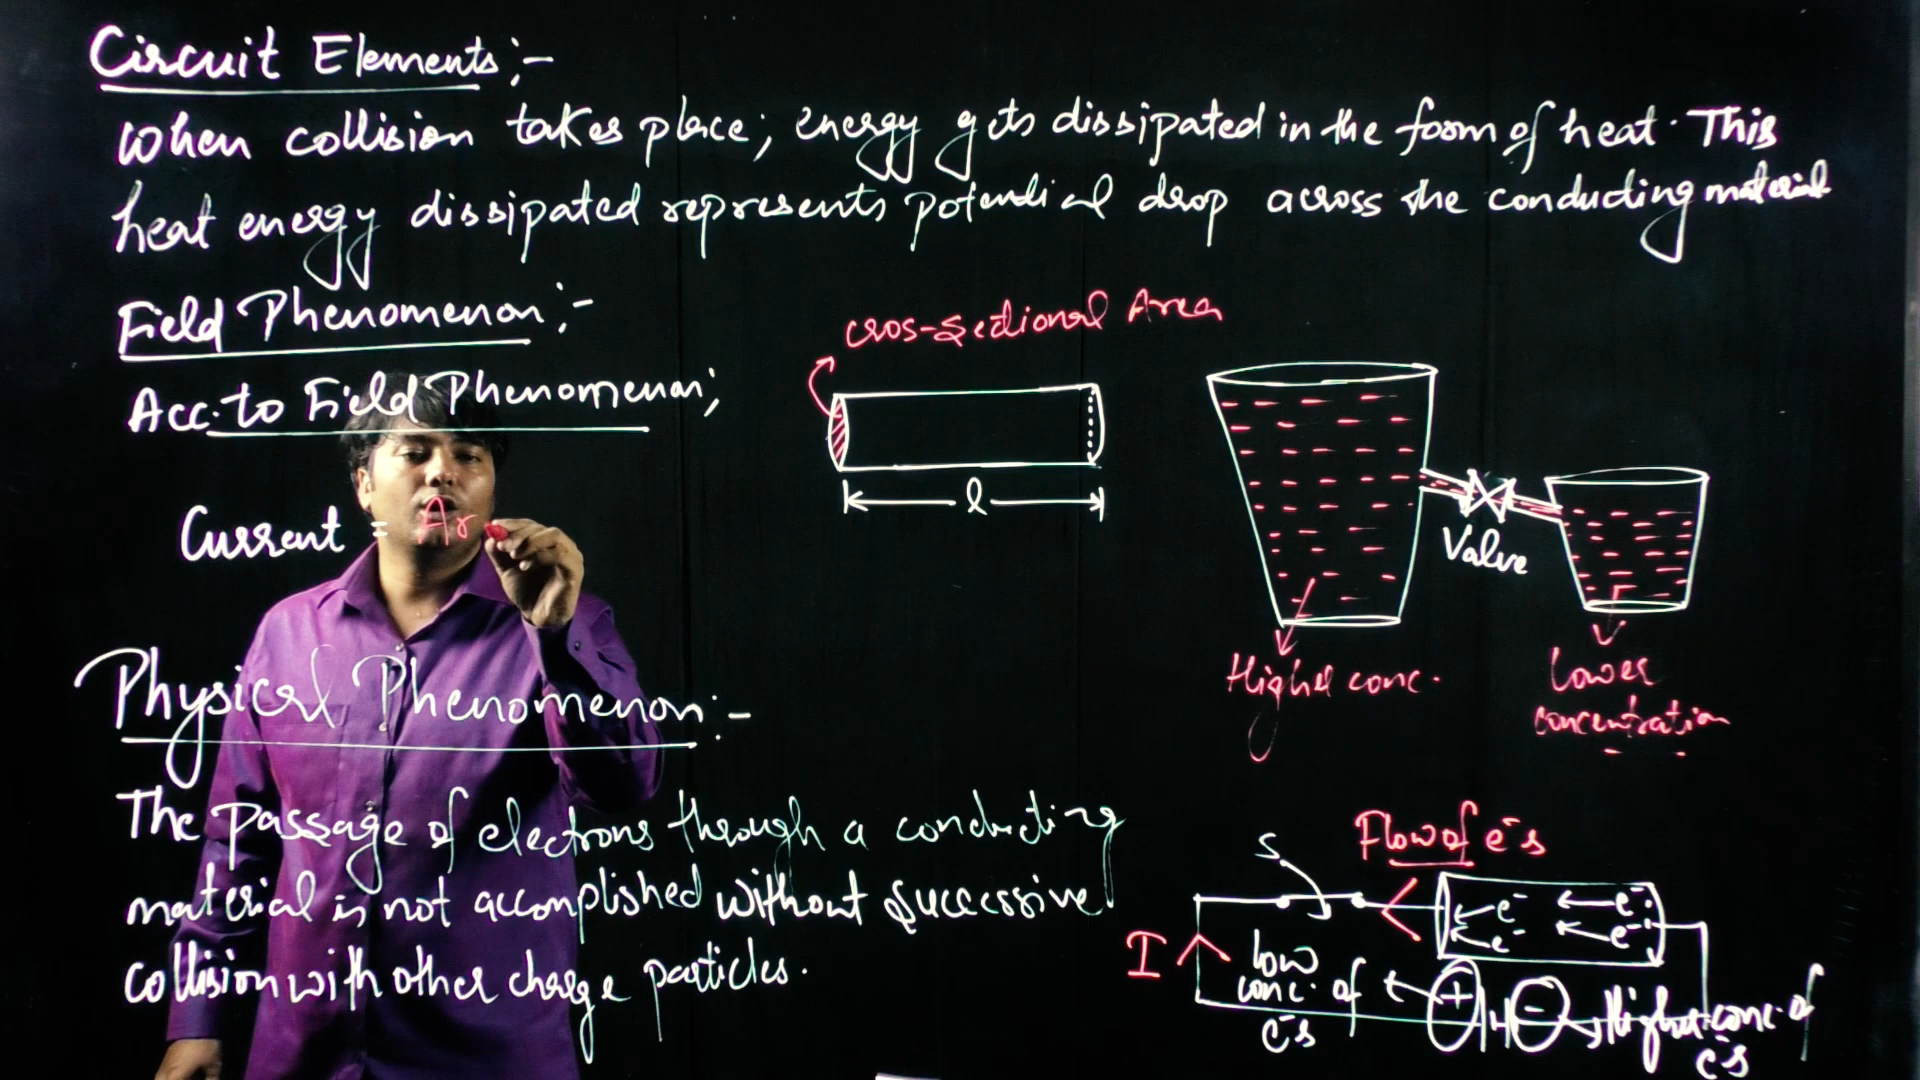 Circuit Elements:-
When collision takes place; energy gets dissipated in the form of heat. This
heat energy dissipated represents potential drop across the conducting material
Field Phenomenon:-
Acc. to Field Phenomenon;
Current = Ar
cros-sectional Area
l
Valve
Higher conc.
Lower
concentration
Physical Phenomenon:-
The passage of electrons through a conducting
material is not accomplished without successive
collision with other charge particles.
Flow of e⁻s
S
e⁻ e⁻
e⁻ e⁻
I
Low
conc. of
e⁻s
+ -
Higher conc. of
e⁻s